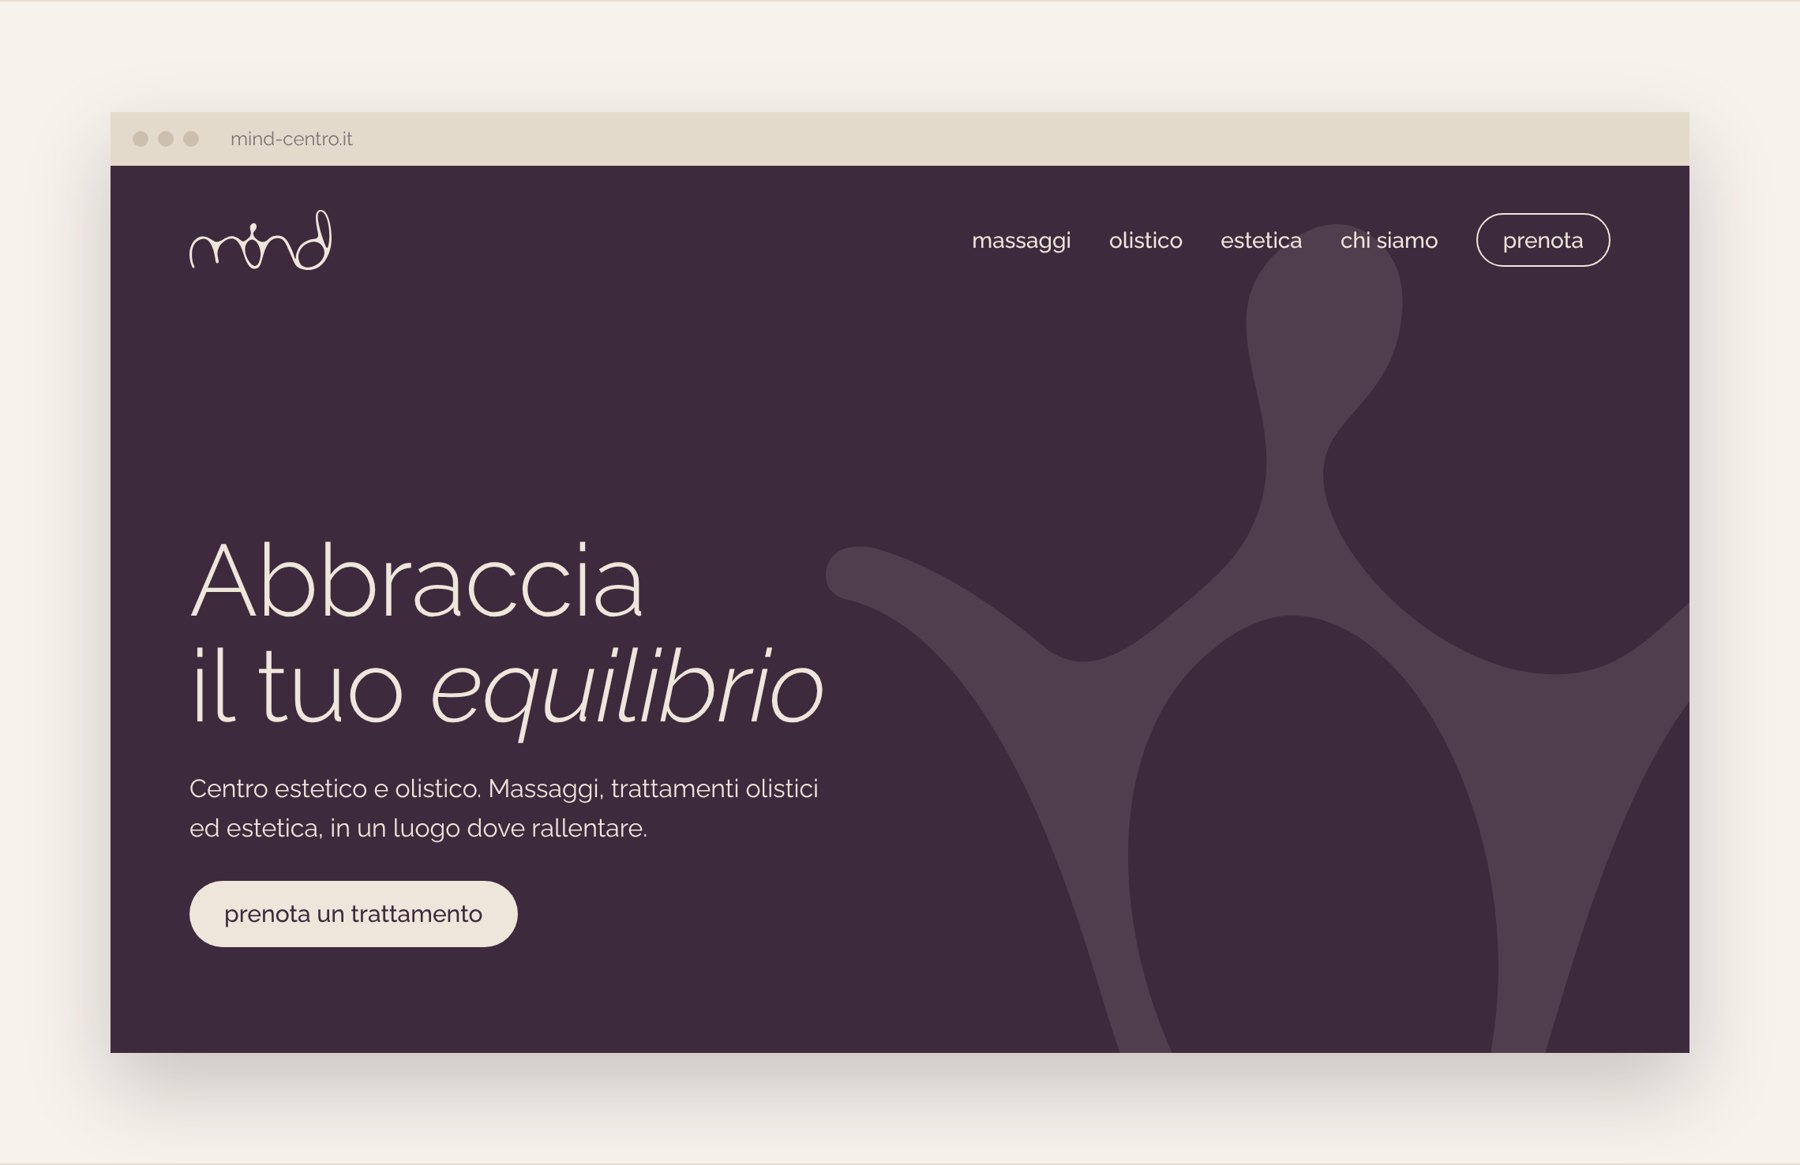 mind-centro.it
mind
massaggi olistico estetica chi siamo prenota
Abbraccia
il tuo equilibrio
Centro estetico e olistico. Massaggi, trattamenti olistici
ed estetica, in un luogo dove rallentare.
prenota un trattamento